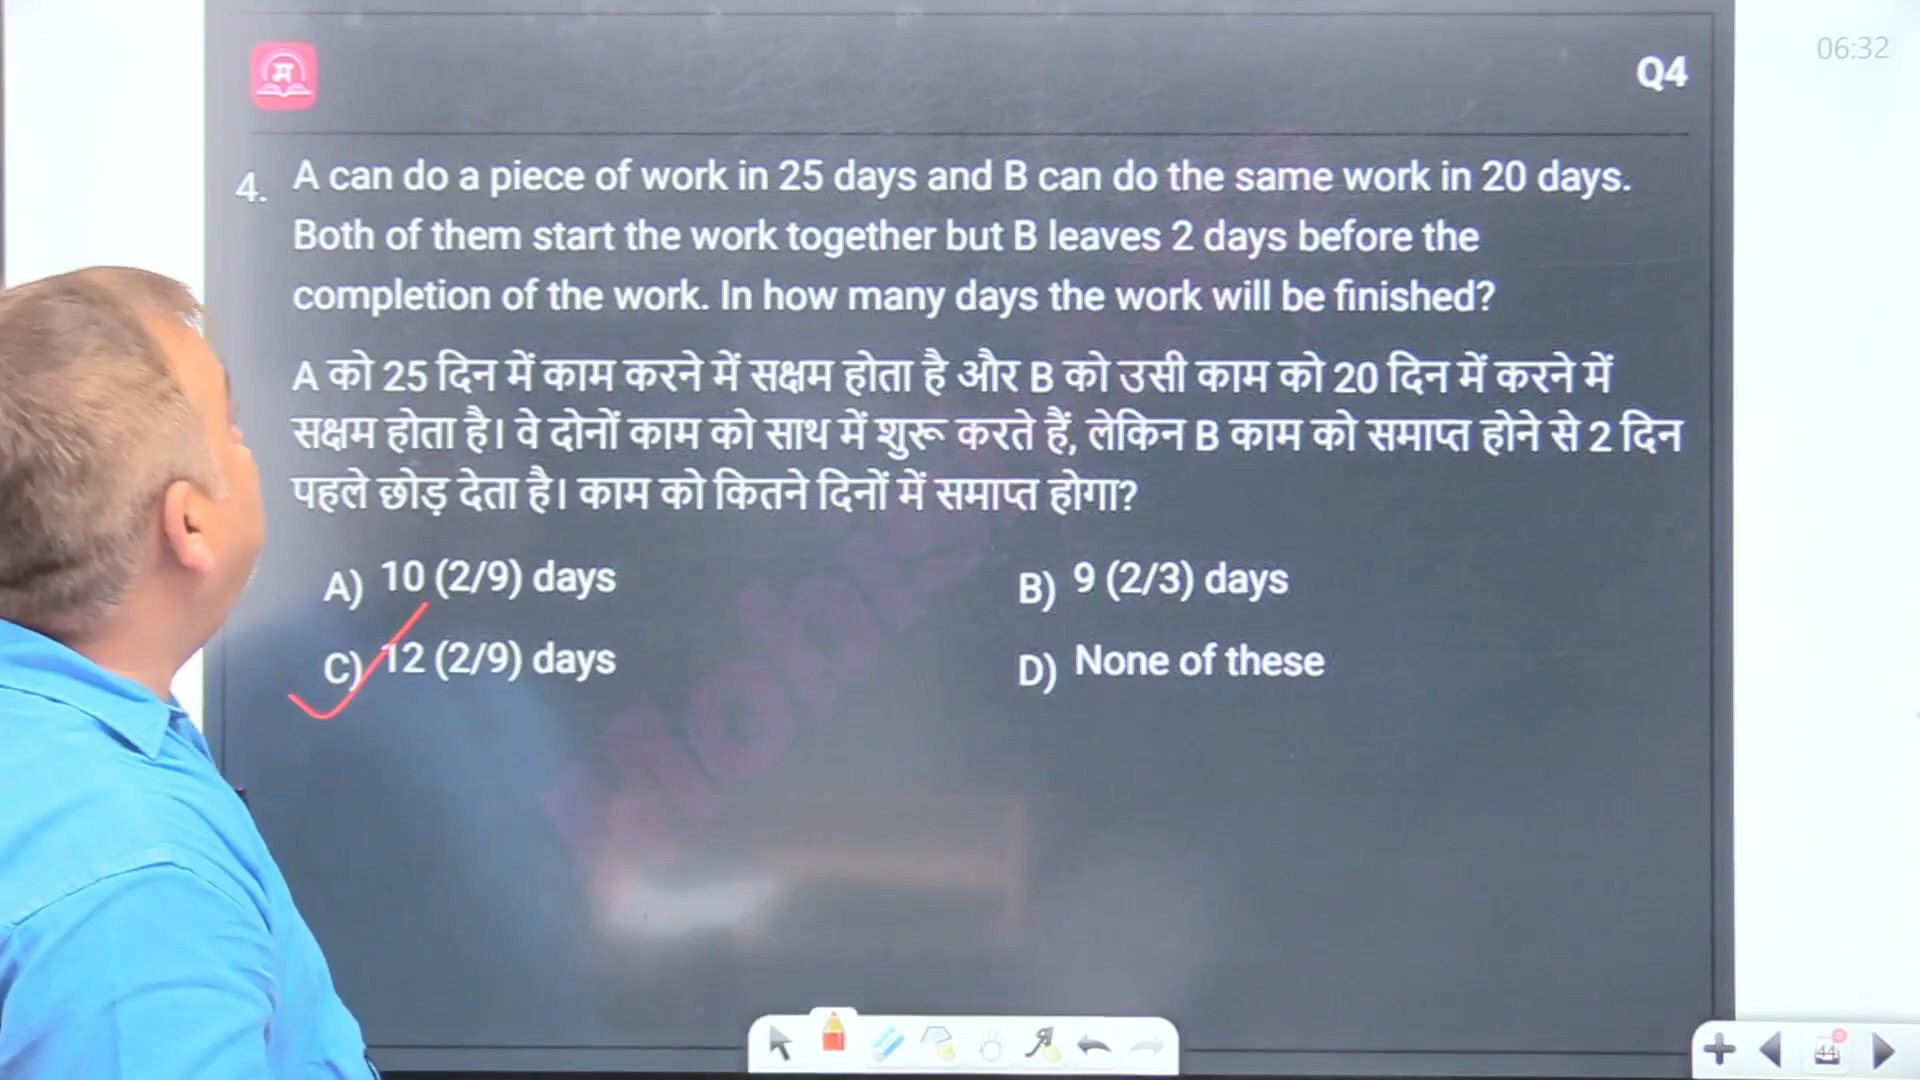 06:32
म
Q4
4. A can do a piece of work in 25 days and B can do the same work in 20 days.
Both of them start the work together but B leaves 2 days before the
completion of the work. In how many days the work will be finished?
A को 25 दिन में काम करने में सक्षम होता है और B को उसी काम को 20 दिन में करने में
सक्षम होता है। वे दोनों काम को साथ में शुरू करते हैं, लेकिन B काम को समाप्त होने से 2 दिन
पहले छोड़ देता है। काम को कितने दिनों में समाप्त होगा?
A) 10 (2/9) days
B) 9 (2/3) days
C) 12 (2/9) days
D) None of these
44